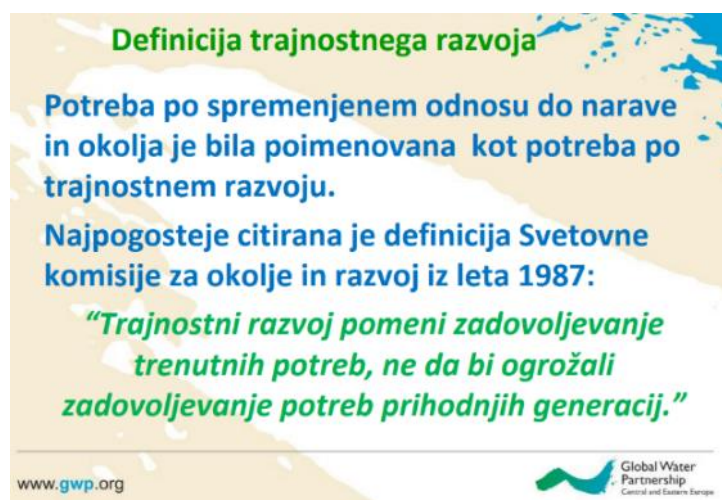 Definicija trajnostnega razvoja
Potreba po spremenjenem odnosu do narave
in okolja je bila poimenovana kot potreba po
trajnostnem razvoju.
Najpogosteje citirana je definicija Svetovne
komisije za okolje in razvoj iz leta 1987:
“Trajnostni razvoj pomeni zadovoljevanje
trenutnih potreb, ne da bi ogrožali
zadovoljevanje potreb prihodnjih generacij.”
www.gwp.org
Global Water
Partnership
Central and Eastern Europe